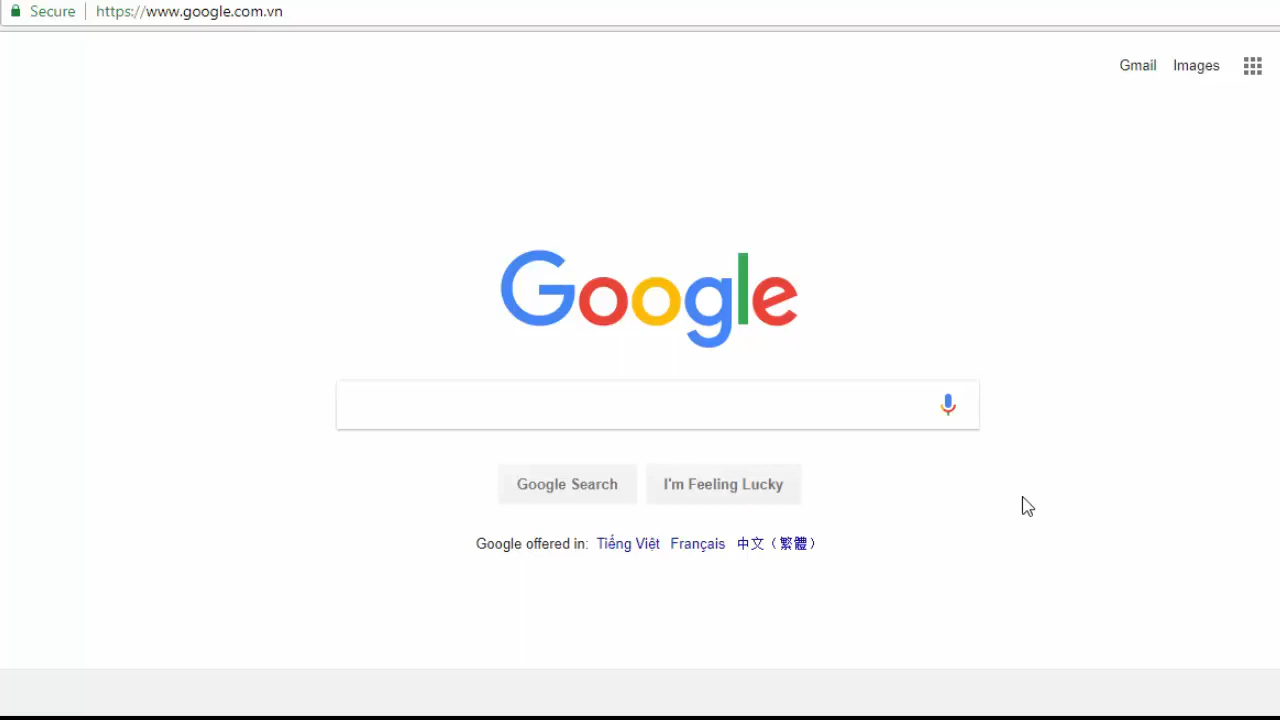 Secure https://www.google.com.vn
Gmail Images
Google
Google Search I'm Feeling Lucky
Google offered in: Tiếng Việt Français 中文（繁體）